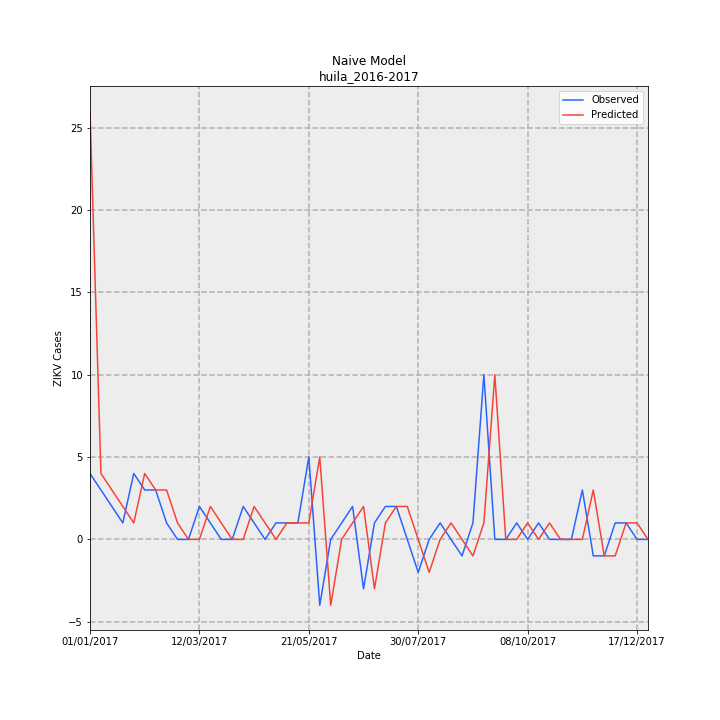 Naive Model
huila_2016-2017
Observed
Predicted
25
20
15
10
5
0
−5
ZIKV Cases
01/01/2017
12/03/2017
21/05/2017
30/07/2017
08/10/2017
17/12/2017
Date